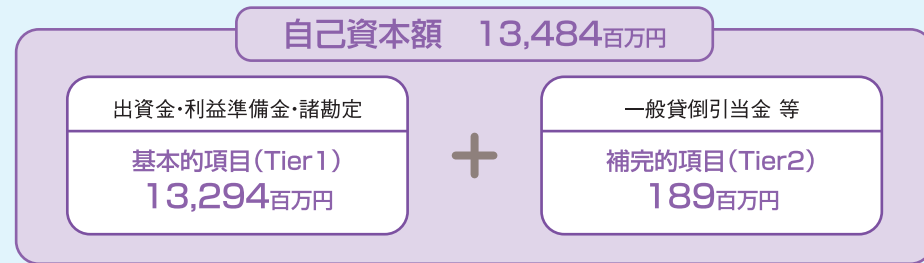 自己資本額　13,484百万円
出資金・利益準備金・諸勘定
基本的項目(Tier1)
13,294百万円
+
一般貸倒引当金 等
補完的項目(Tier2)
189百万円